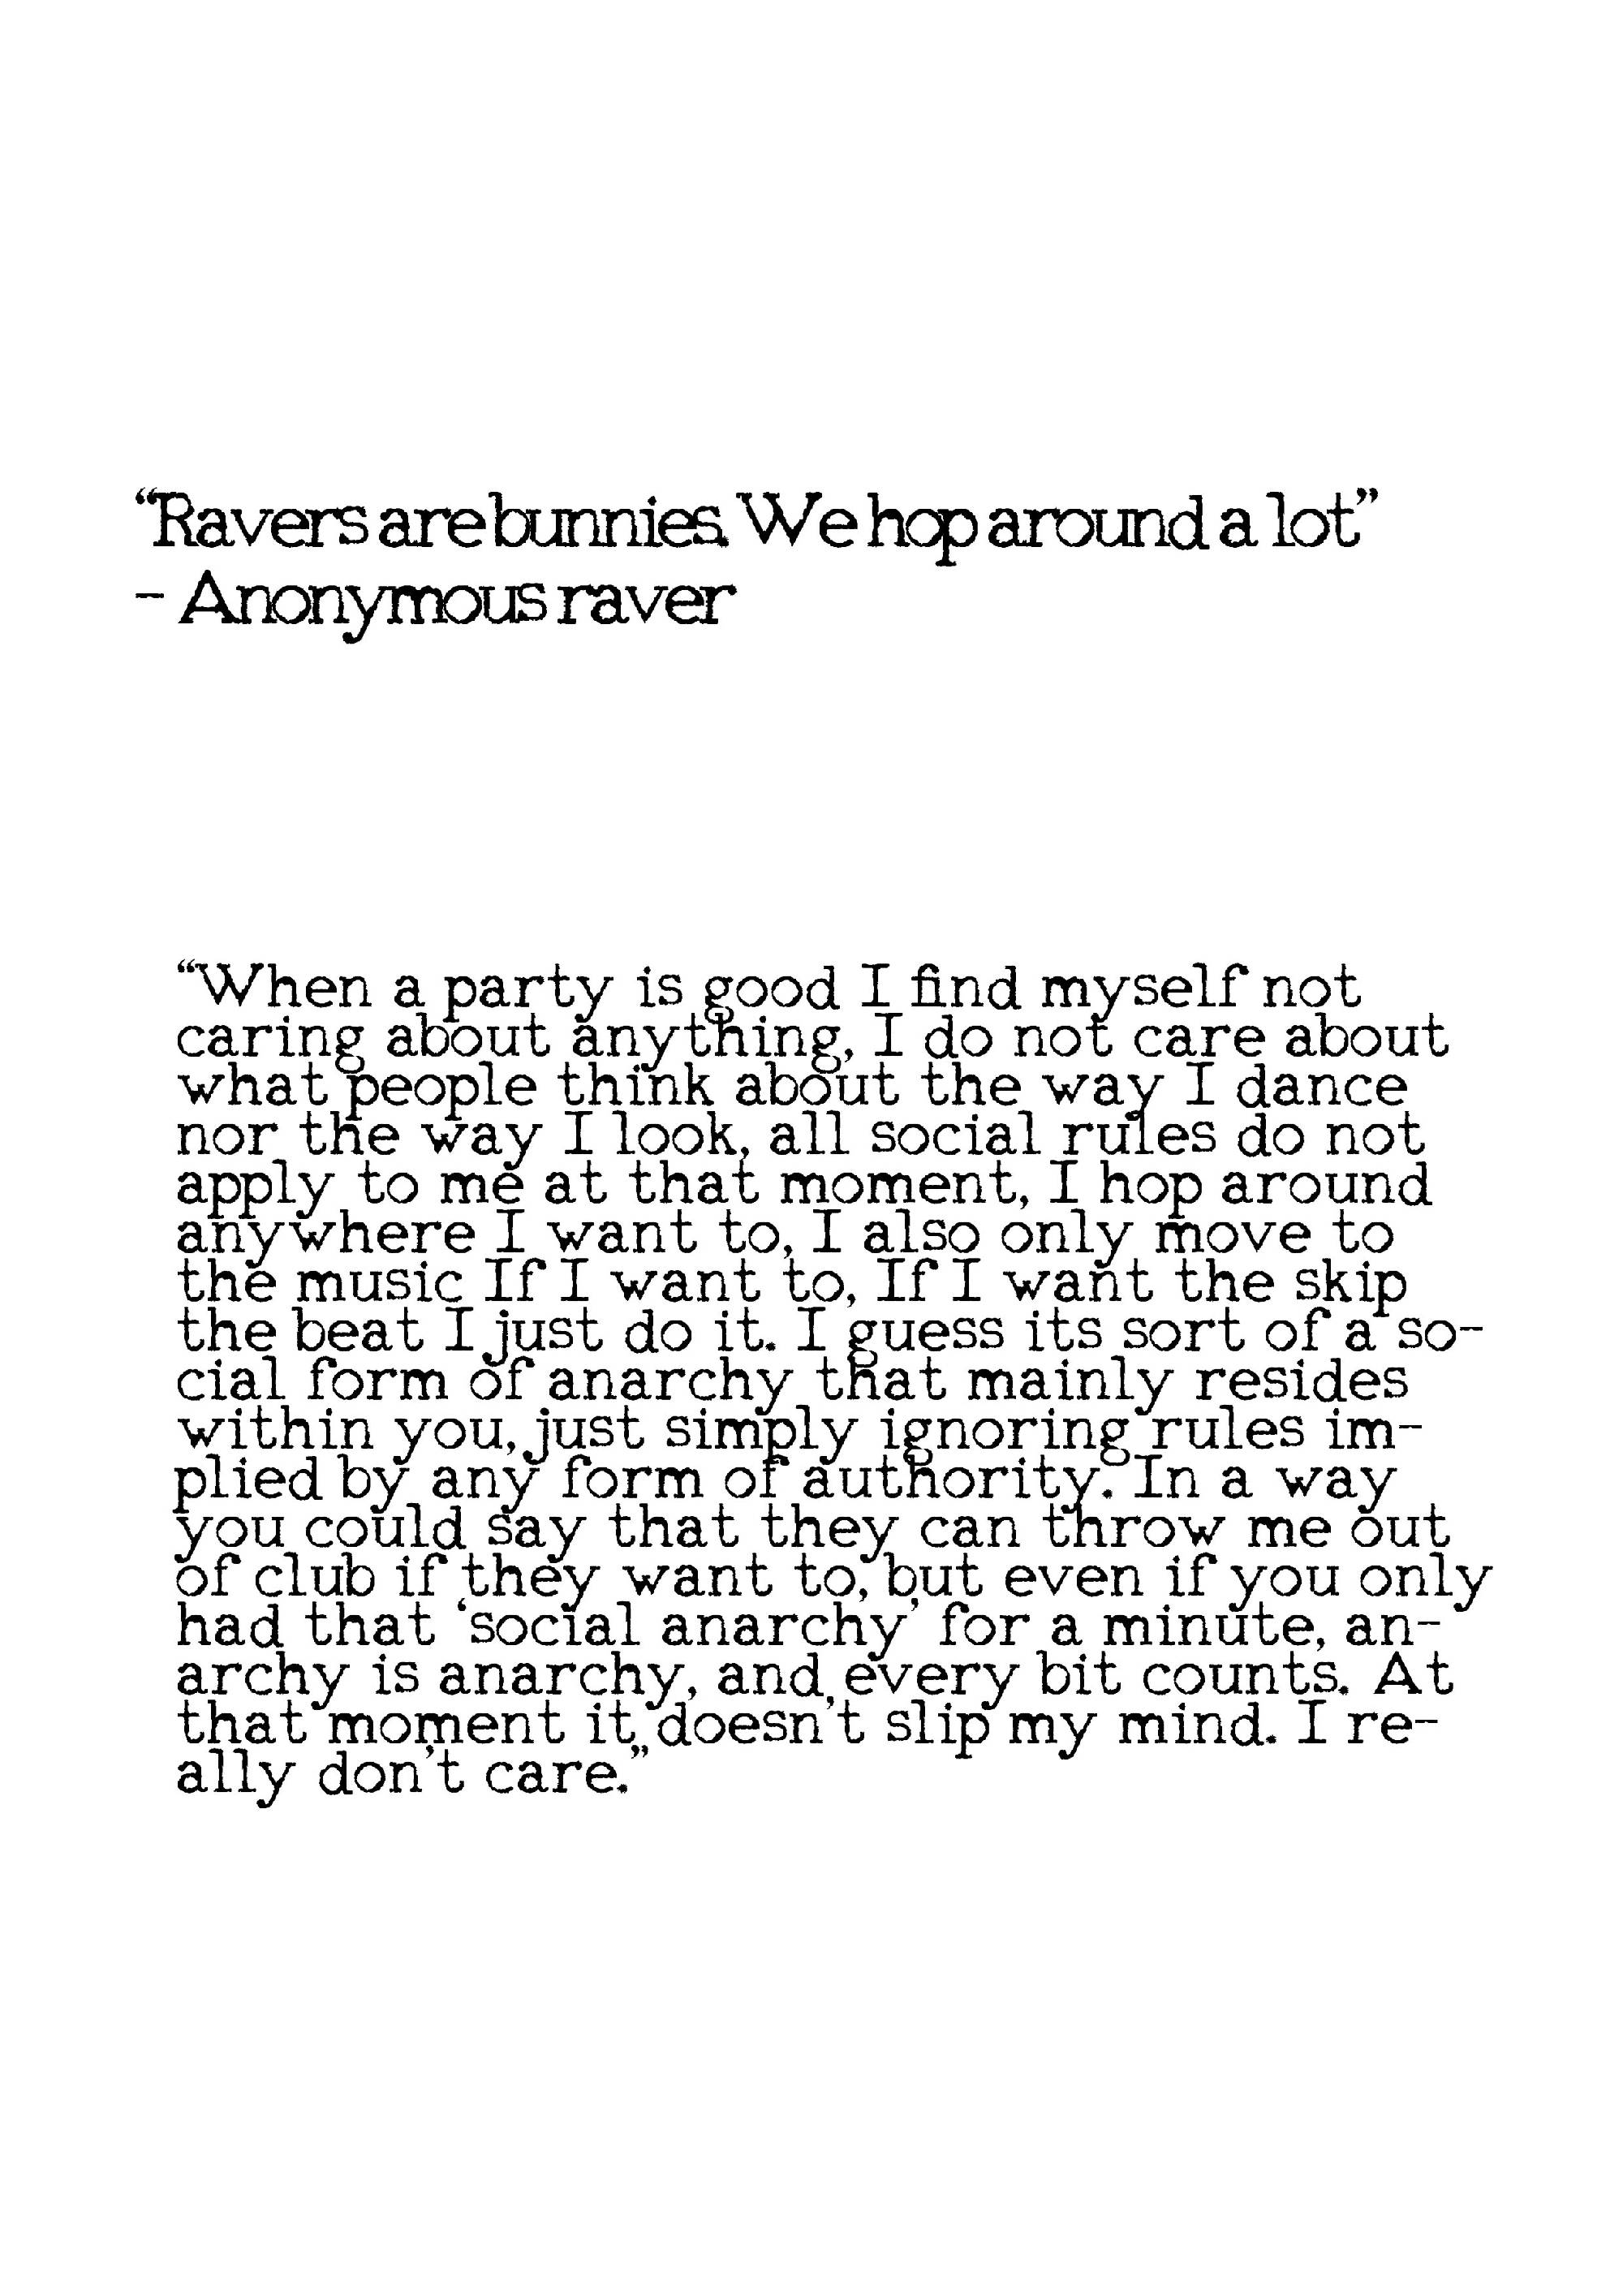 “Ravers are bunnies. We hop around a lot”
- Anonymous raver
“When a party is good I find myself not
caring about anything, I do not care about
what people think about the way I dance
nor the way I look, all social rules do not
apply to me at that moment, I hop around
anywhere I want to, I also only move to
the music If I want to, If I want the skip
the beat I just do it. I guess its sort of a so-
cial form of anarchy that mainly resides
within you, just simply ignoring rules im-
plied by any form of authority. In a way
you could say that they can throw me out
of club if they want to, but even if you only
had that ‘social anarchy’ for a minute, an-
archy is anarchy, and every bit counts. At
that moment it doesn’t slip my mind. I re-
ally don’t care.”